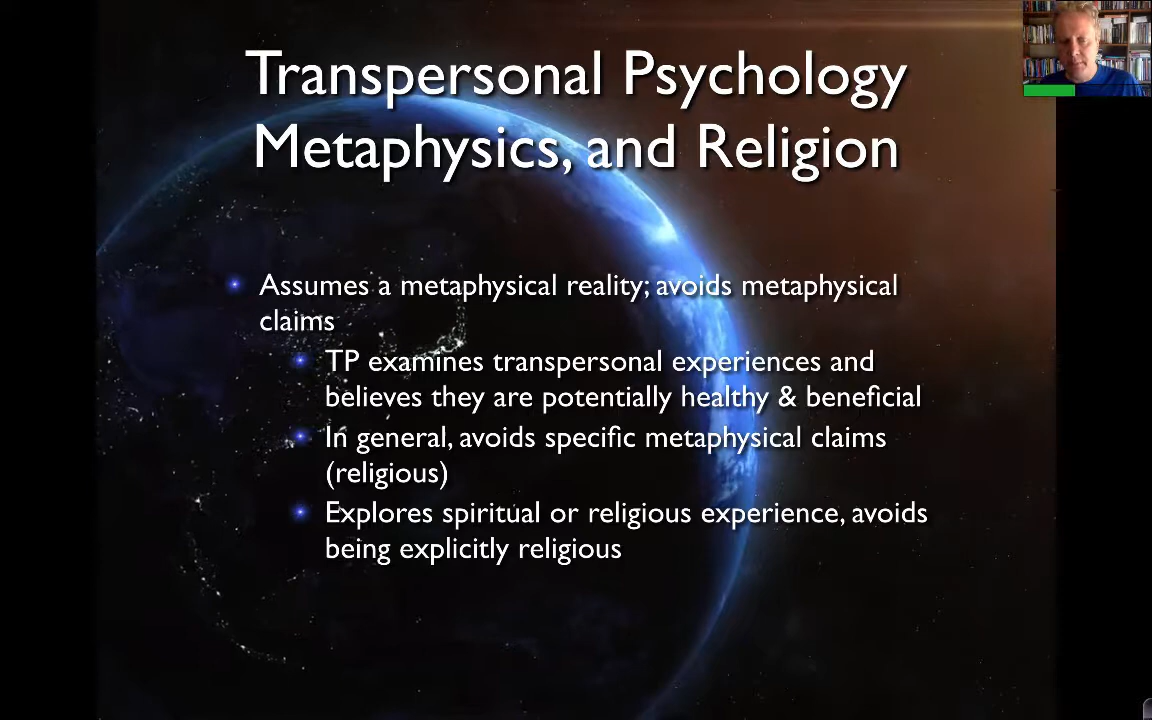 Transpersonal Psychology
Metaphysics, and Religion
Assumes a metaphysical reality; avoids metaphysical
claims
TP examines transpersonal experiences and
believes they are potentially healthy & beneficial
In general, avoids specific metaphysical claims
(religious)
Explores spiritual or religious experience, avoids
being explicitly religious